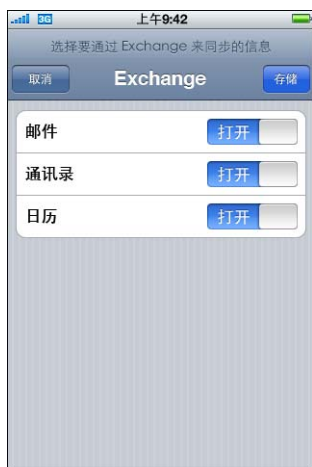 3G 上午9:42
选择要通过 Exchange 来同步的信息
取消 Exchange 存储
邮件 打开
通讯录 打开
日历 打开